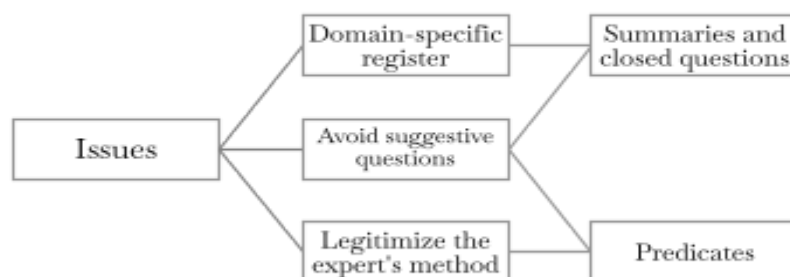 Domain-specific
register
Summaries and
closed questions
Issues
Avoid suggestive
questions
Legitimize the
expert's method
Predicates